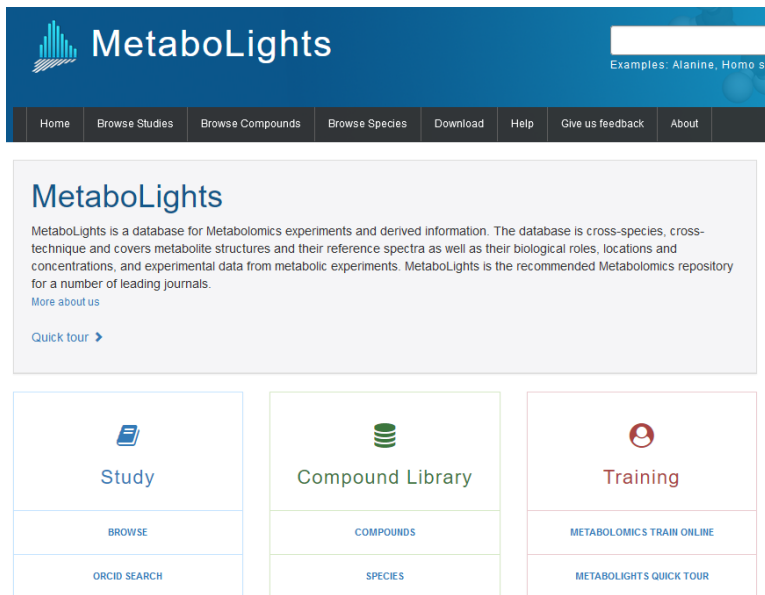 MetaboLights
Examples: Alanine, Homo s
Home Browse Studies Browse Compounds Browse Species Download Help Give us feedback About
MetaboLights
MetaboLights is a database for Metabolomics experiments and derived information. The database is cross-species, cross-
technique and covers metabolite structures and their reference spectra as well as their biological roles, locations and
concentrations, and experimental data from metabolic experiments. MetaboLights is the recommended Metabolomics repository
for a number of leading journals.
More about us
Quick tour
Study
BROWSE
ORCID SEARCH
Compound Library
COMPOUNDS
SPECIES
Training
METABOLOMICS TRAIN ONLINE
METABOLIGHTS QUICK TOUR